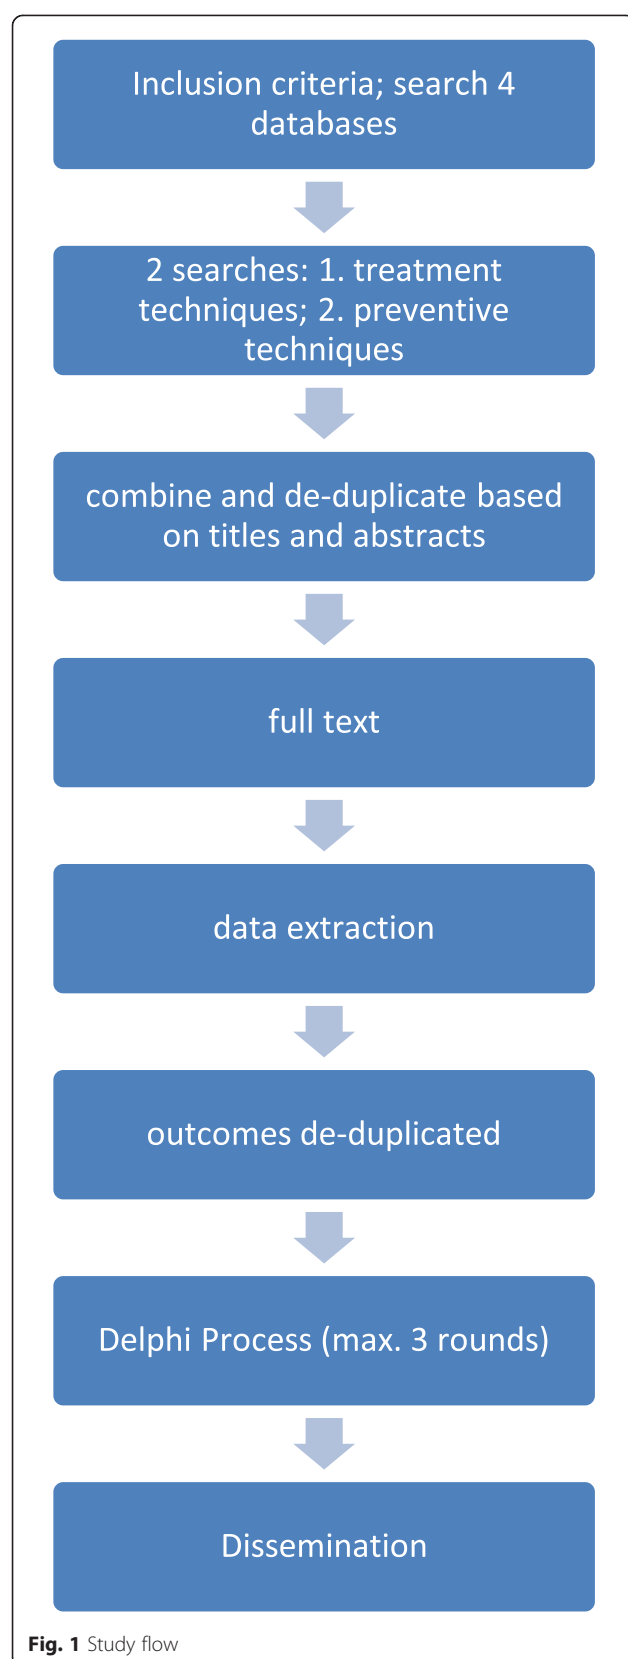 Inclusion criteria; search 4
databases
2 searches: 1. treatment
techniques; 2. preventive
techniques
combine and de-duplicate based
on titles and abstracts
full text
data extraction
outcomes de-duplicated
Delphi Process (max. 3 rounds)
Dissemination
Fig. 1 Study flow